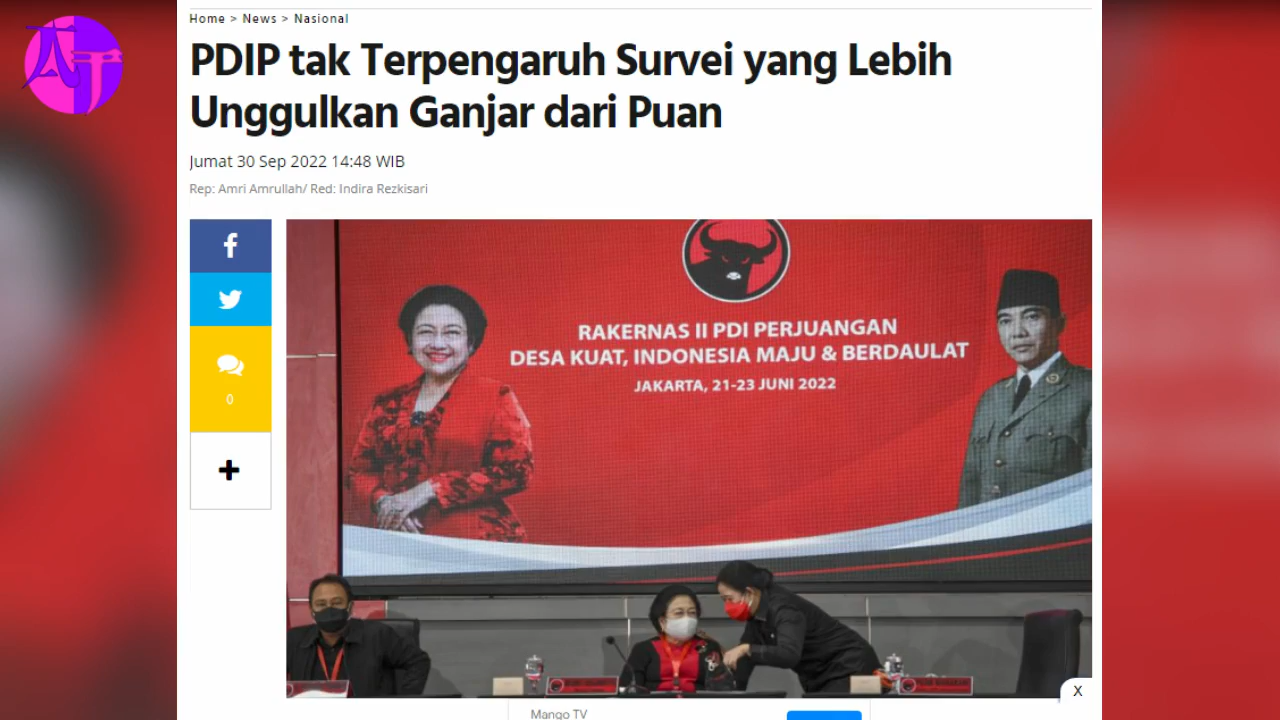 Home > News > Nasional
PDIP tak Terpengaruh Survei yang Lebih
Unggulkan Ganjar dari Puan
Jumat 30 Sep 2022 14:48 WIB
Rep: Amri Amrullah/ Red: Indira Rezkisari
0
RAKERNAS II PDI PERJUANGAN
DESA KUAT, INDONESIA MAJU & BERDAULAT
JAKARTA, 21-23 JUNI 2022
X
Mango TV